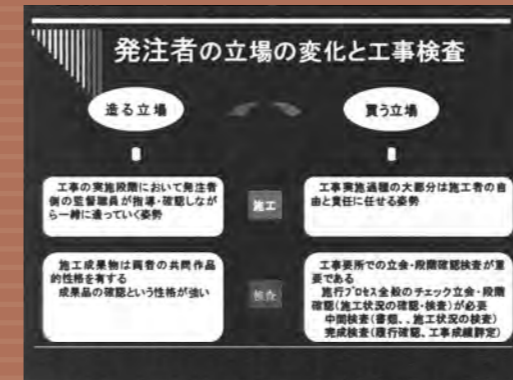 発注者の立場の変化と工事検査
造る立場
買う立場
工事の実施段階において発注者
側の監督職員が指導・確認しなが
ら一緒に造っていく姿勢
施工
工事実施過程の大部分は施工者の自
由と責任に任せる姿勢
施工成果物は両者の共同作品
的性格を有する
成果品の確認という性格が強い
検査
工事要所での立会・段階確認検査が重
要である
施行プロセス全般のチェック立会・段階
確認(施工状況の確認・検査)が必要
中間検査(書類、、施工状況の検査)
完成検査(履行確認、工事成績評定)